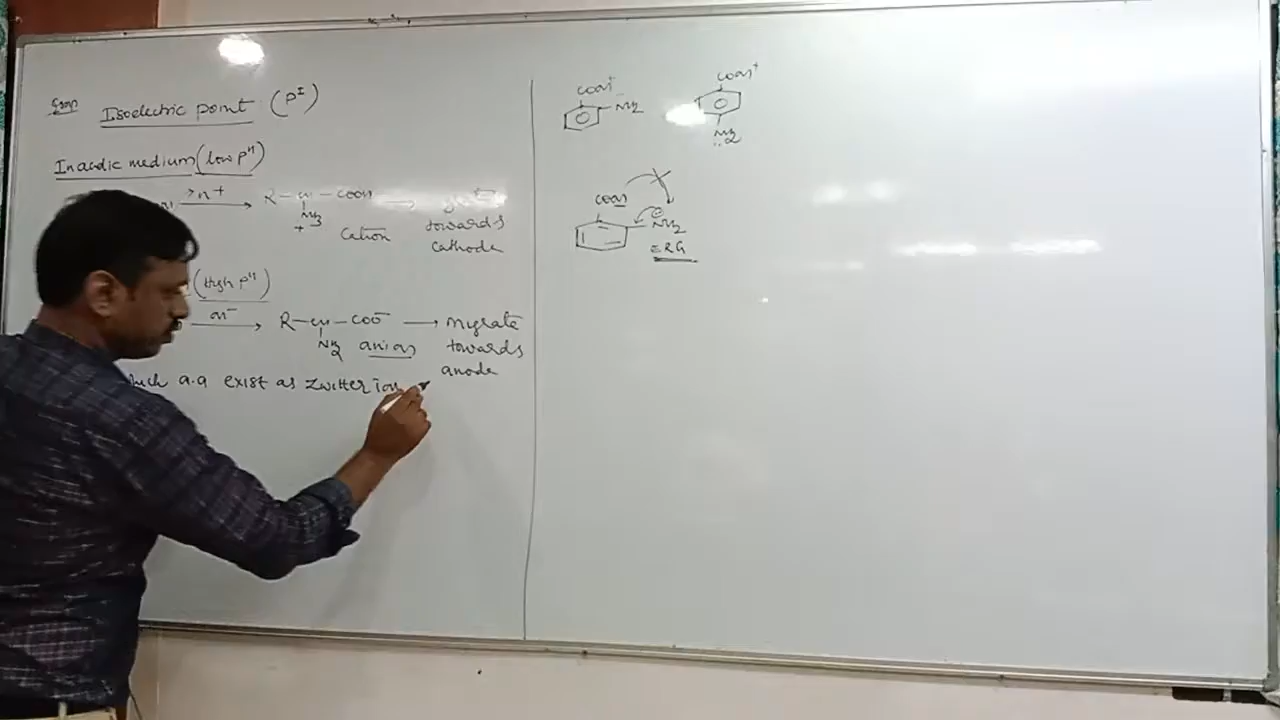 Isoelectric point (pI)
In acidic medium (low pH)
H+ → R-CH-COOH →
towards
NH3
+
Cation
cathode
(High pH)
OH- → R-CH-COO- → Migrate
NH2 anion towards
anode
a.a exist as zwitter ion
COOH
NH2
COOH
NH2
COOH
NH2
ERG